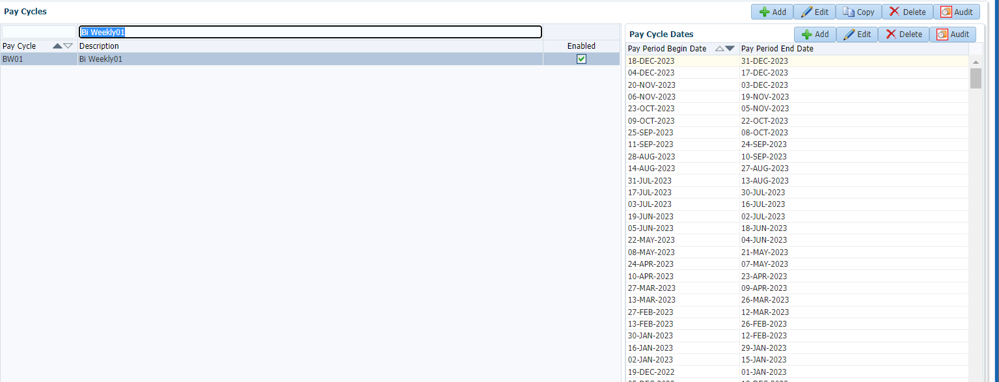 Pay Cycles
Add Edit Copy Delete Audit
Bi Weekly01
Pay Cycle Description Enabled
BW01 Bi Weekly01
Pay Cycle Dates
Add Edit Delete Audit
Pay Period Begin Date Pay Period End Date
18-DEC-2023 31-DEC-2023
04-DEC-2023 17-DEC-2023
20-NOV-2023 03-DEC-2023
06-NOV-2023 19-NOV-2023
23-OCT-2023 05-NOV-2023
09-OCT-2023 22-OCT-2023
25-SEP-2023 08-OCT-2023
11-SEP-2023 24-SEP-2023
28-AUG-2023 10-SEP-2023
14-AUG-2023 27-AUG-2023
31-JUL-2023 13-AUG-2023
17-JUL-2023 30-JUL-2023
03-JUL-2023 16-JUL-2023
19-JUN-2023 02-JUL-2023
05-JUN-2023 18-JUN-2023
22-MAY-2023 04-JUN-2023
08-MAY-2023 21-MAY-2023
24-APR-2023 07-MAY-2023
10-APR-2023 23-APR-2023
27-MAR-2023 09-APR-2023
13-MAR-2023 26-MAR-2023
27-FEB-2023 12-MAR-2023
13-FEB-2023 26-FEB-2023
30-JAN-2023 12-FEB-2023
16-JAN-2023 29-JAN-2023
02-JAN-2023 15-JAN-2023
19-DEC-2022 01-JAN-2023